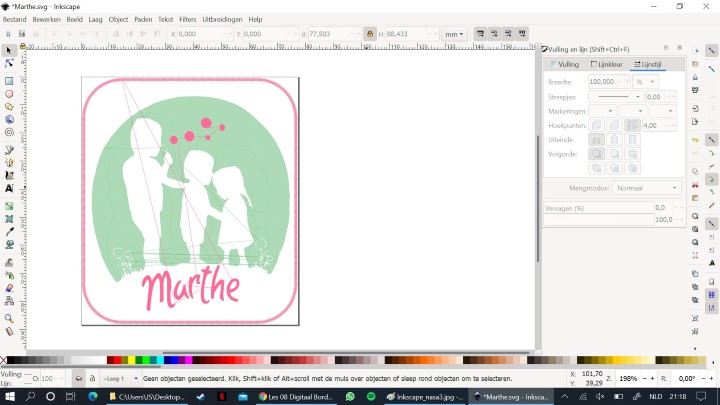 *Marthe.svg - Inkscape
Bestand Bewerken Beeld Laag Object Paden Tekst Filters Uitbreidingen Help
X: 0,000 Y: 0,000 B: 77,503 H: 88,433 mm
Vulling en lijn (Shift+Ctrl+F)
Vulling Lijnkleur Lijnstijl
Breedte: 100,000 %
Streepjes: 0,00
Markeringen:
Hoekpunten: 4,00
Uiteinde:
Volgorde:
Mengmodus: Normaal
Vervagen (%) 0,0
100,0
Marthe
Vulling: ---
Lijn: --- O: 100
Laag 1
Geen objecten geselecteerd. Klik, Shift+klik of Alt+scroll met de muis over objecten of sleep rond objecten om te selecteren.
X: 101,70
Y: 39,29
Z: 198% R: 0,00°
C:\Users\JS\Desktop... Les 08 Digitaal Bord... Inkscape_nasa3.jpg -... *Marthe.svg - Inksca... NLD 21:18